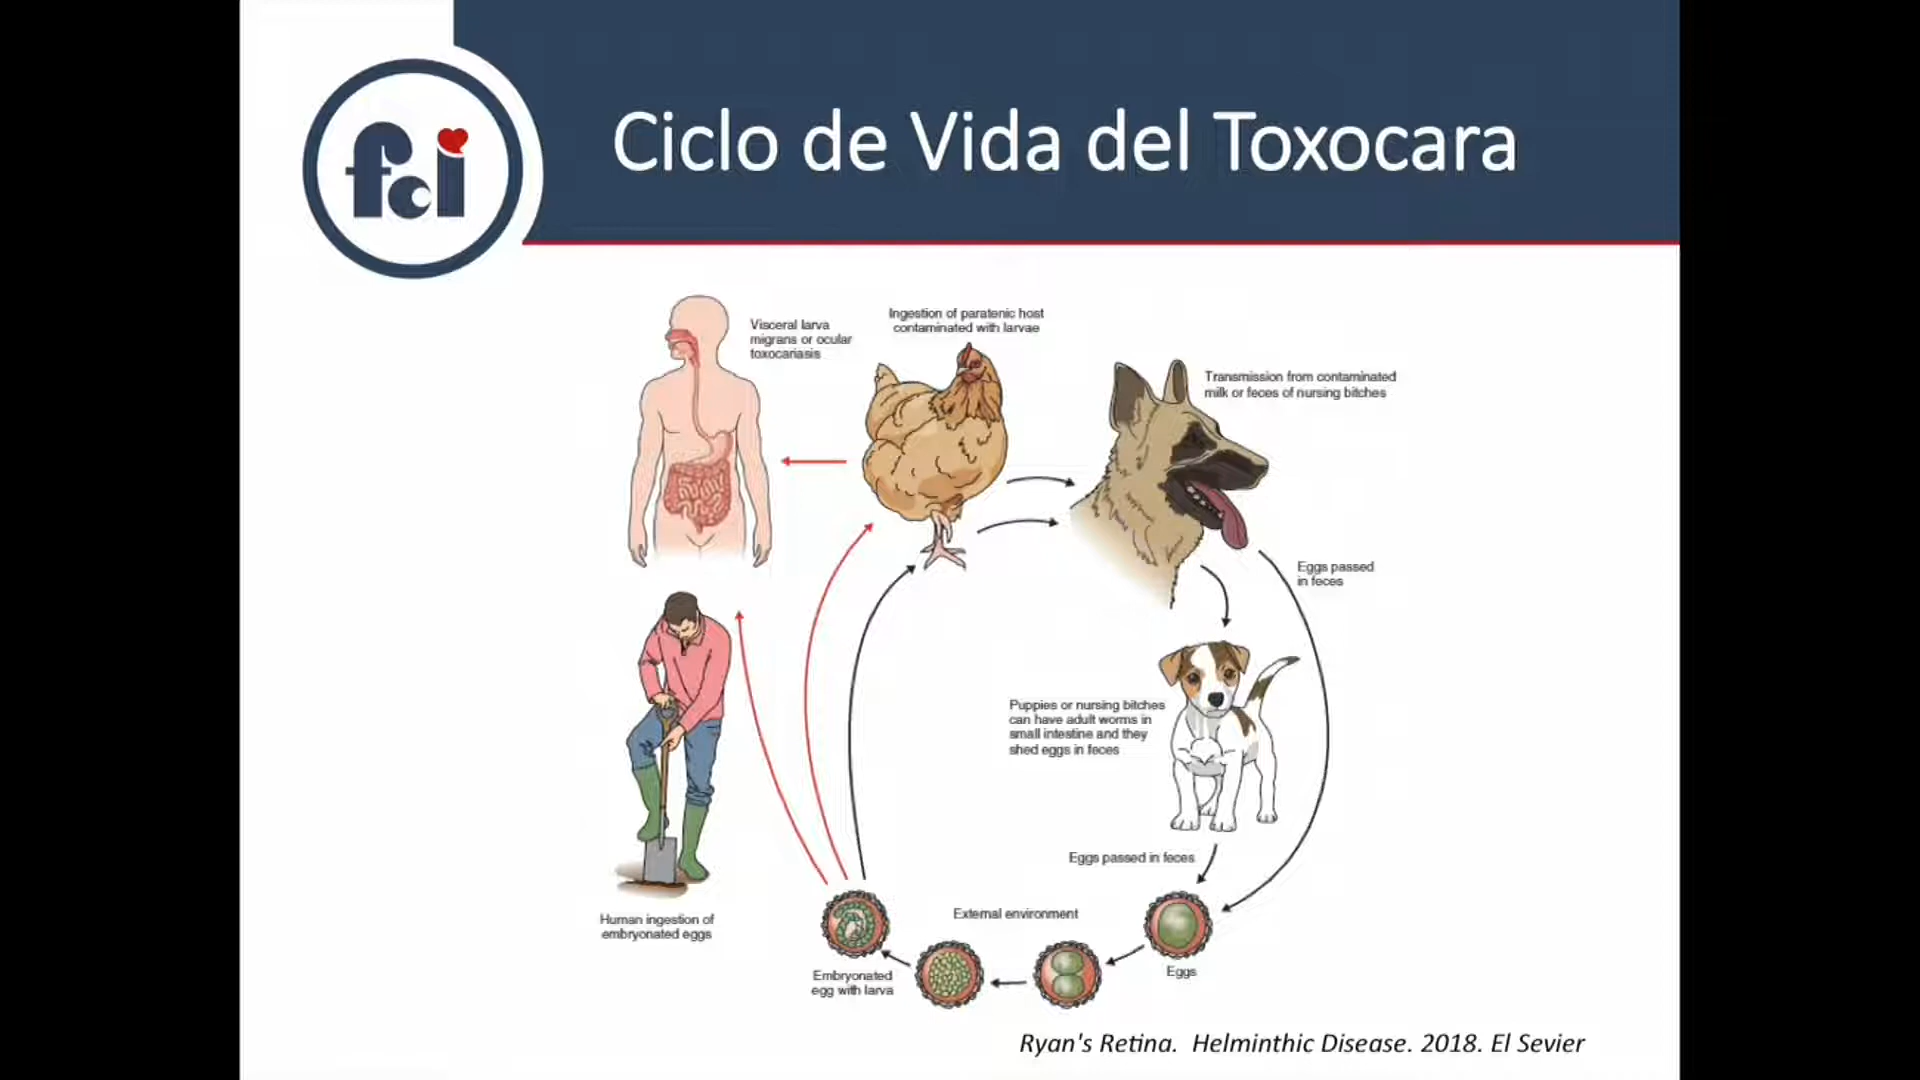 fcl
Ciclo de Vida del Toxocara
Visceral larva
migrans or ocular
toxocariasis
Ingestion of paratenic host
contaminated with larvae
Transmission from contaminated
milk or feces of nursing bitches
Eggs passed
in feces
Puppies or nursing bitches
can have adult worms in
small intestine and they
shed eggs in feces
Eggs passed in feces
Human ingestion of
embryonated eggs
External environment
Embryonated
egg with larva
Eggs
Ryan's Retina. Helminthic Disease. 2018. El Sevier